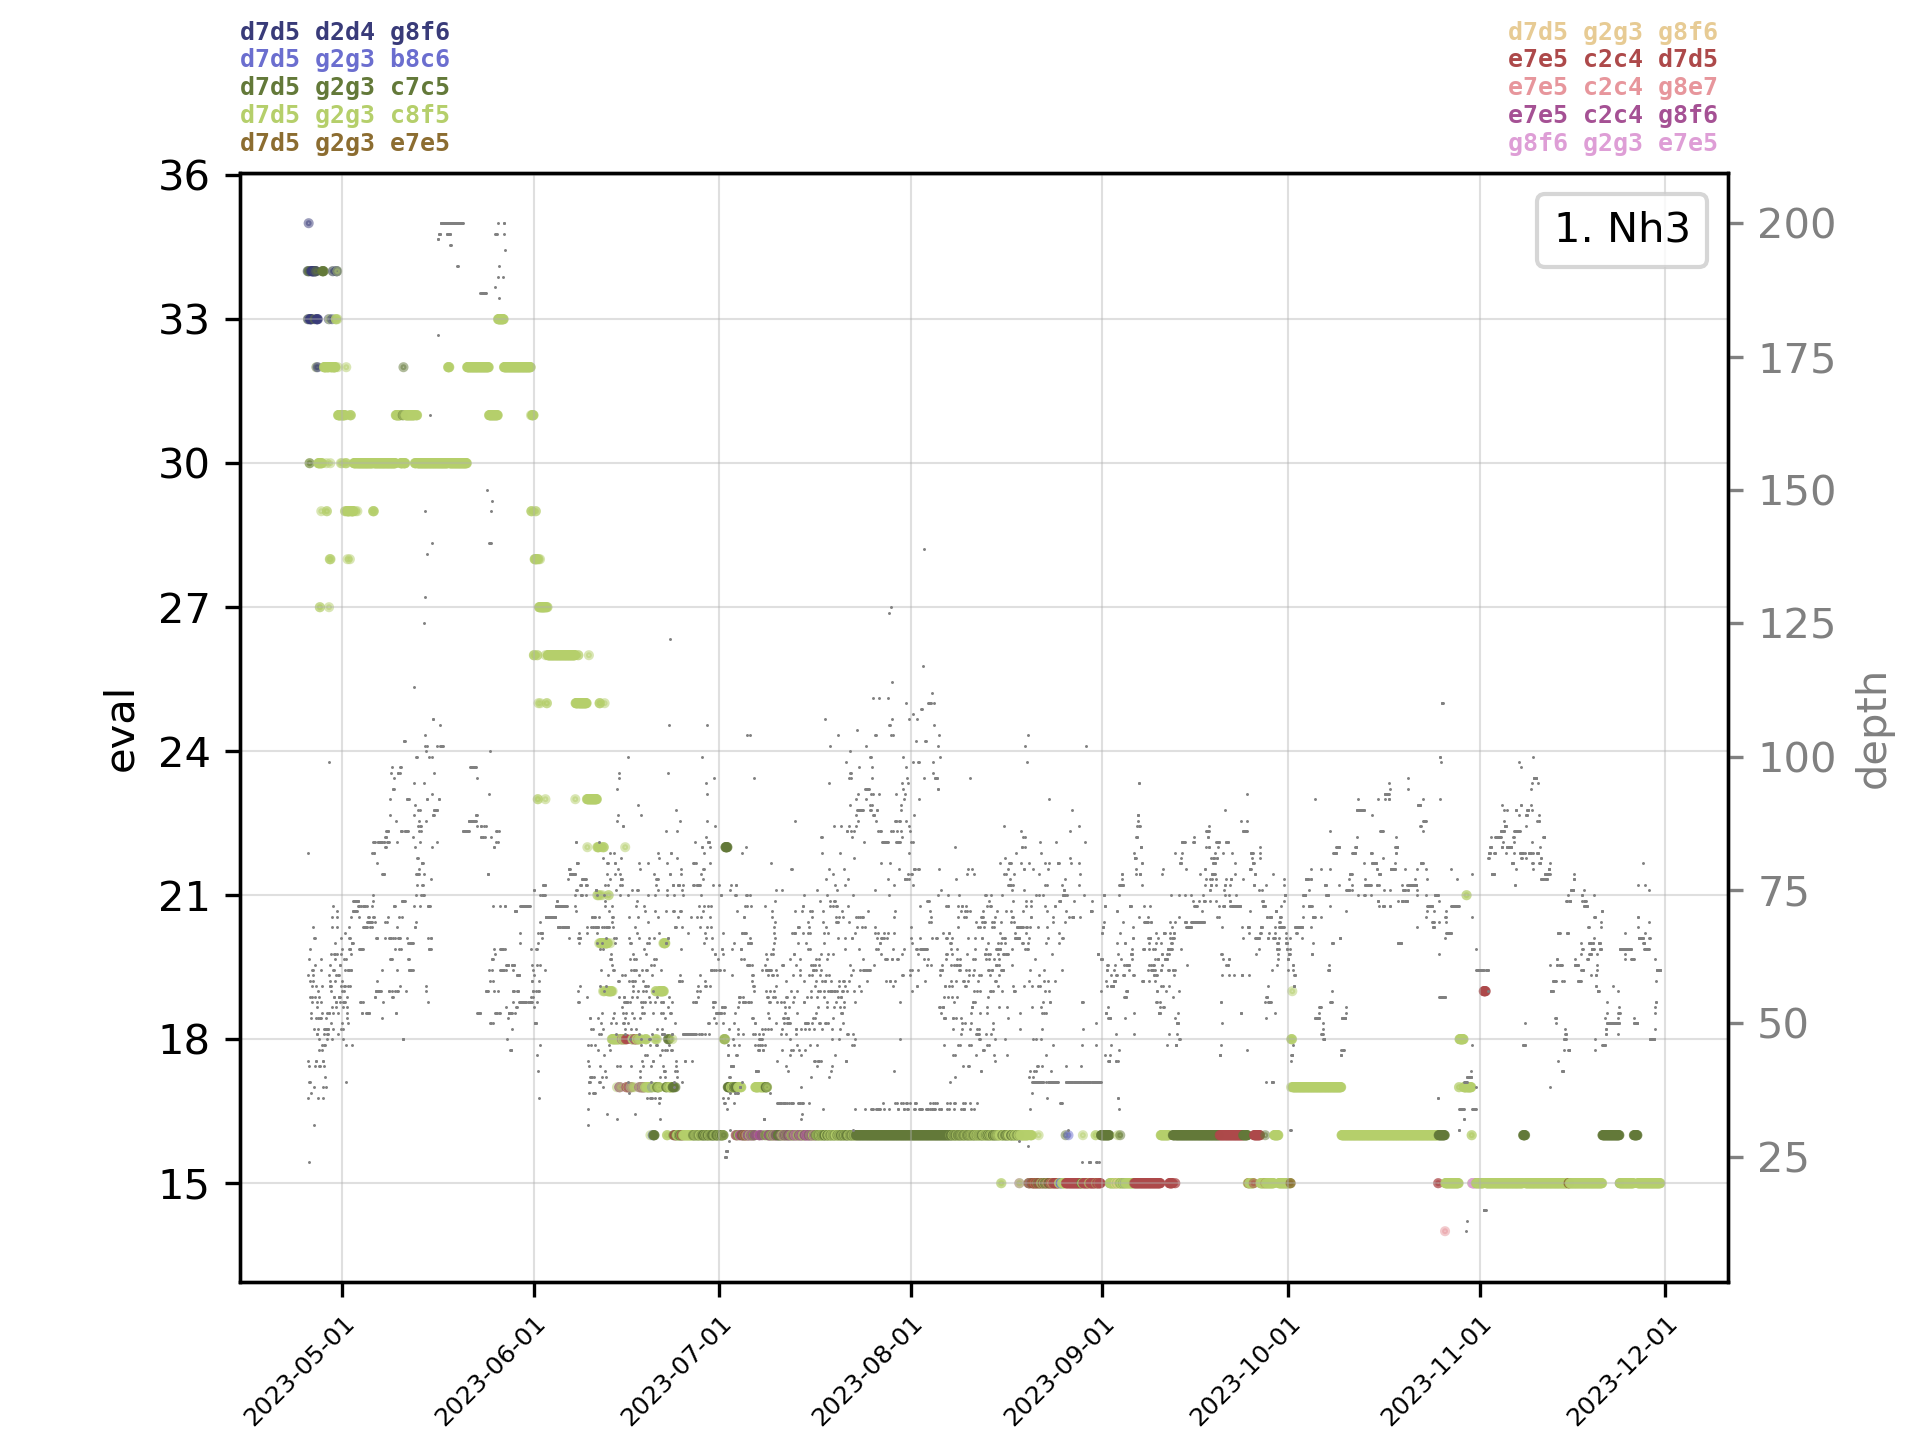 d7d5 d2d4 g8f6
d7d5 g2g3 b8c6
d7d5 g2g3 c7c5
d7d5 g2g3 c8f5
d7d5 g2g3 e7e5
d7d5 g2g3 g8f6
e7e5 c2c4 d7d5
e7e5 c2c4 g8e7
e7e5 c2c4 g8f6
g8f6 g2g3 e7e5
1. Nh3
eval
36
33
30
27
24
21
18
15
200
175
150
125
100
75
50
25
depth
2023-05-01
2023-06-01
2023-07-01
2023-08-01
2023-09-01
2023-10-01
2023-11-01
2023-12-01